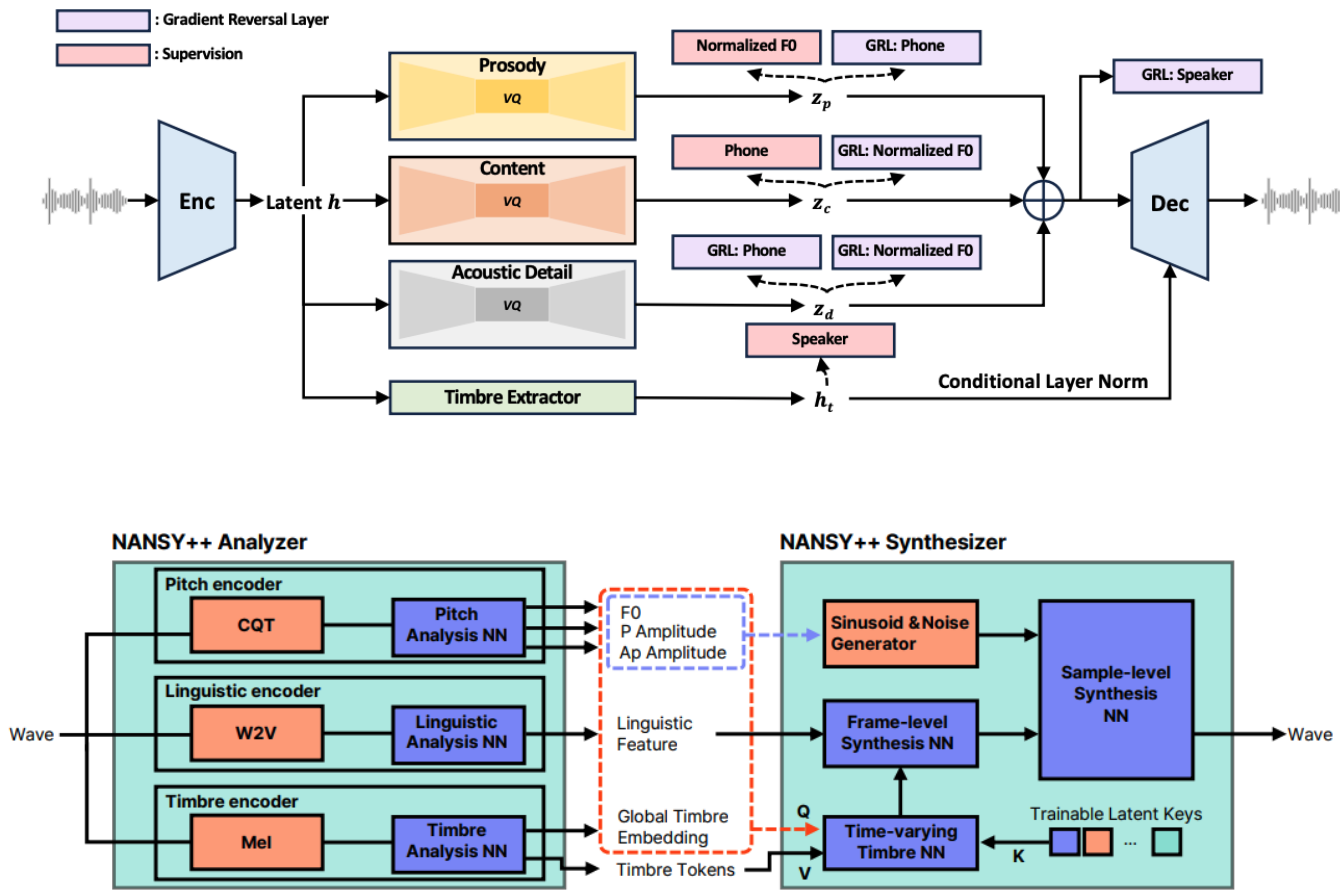 : Gradient Reversal Layer
: Supervision
Prosody
VQ
Normalized F0
GRL: Phone
z_p
GRL: Speaker
Enc
Latent h
Content
VQ
Phone
GRL: Normalized F0
z_c
Dec
Acoustic Detail
VQ
GRL: Phone
GRL: Normalized F0
z_d
Speaker
Timbre Extractor
h_t
Conditional Layer Norm
NANSY++ Analyzer
NANSY++ Synthesizer
Pitch encoder
CQT
Pitch
Analysis NN
F0
P Amplitude
Ap Amplitude
Sinusoid & Noise
Generator
Sample-level
Synthesis
NN
Linguistic encoder
Wave
W2V
Linguistic
Analysis NN
Linguistic
Feature
Frame-level
Synthesis NN
Wave
Timbre encoder
Mel
Timbre
Analysis NN
Global Timbre
Embedding
Timbre Tokens
Q
V
Time-varying
Timbre NN
K
Trainable Latent Keys
...